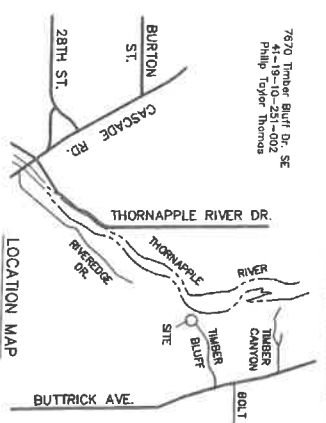 7670 Timber Bluff Dr. SE
41-19-10-251-002
Philip Taylor Thomas
BURTON
ST.
28TH ST.
CASCADE
RD.
THORNAPPLE RIVER DR.
THORNAPPLE
RIVER
RIVEREDGE
DR.
TIMBER
CANYON
TIMBER
BLUFF
SITE
BOLT
BUTTRICK AVE.
LOCATION MAP